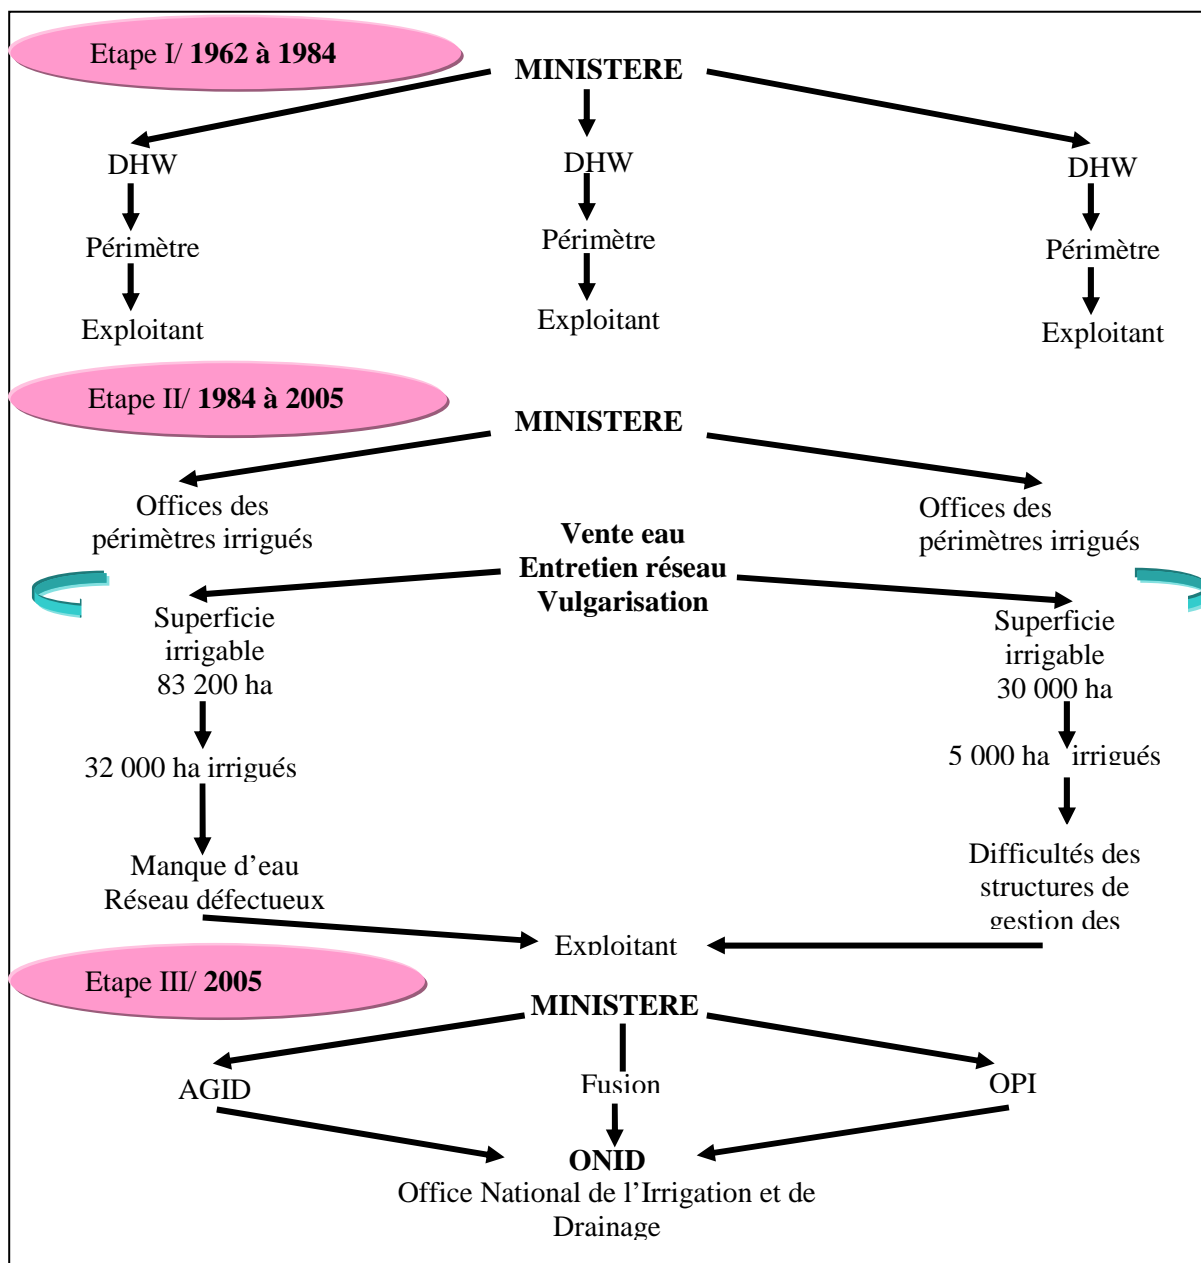 Etape I/ 1962 à 1984
MINISTERE
DHW
DHW
DHW
Périmètre
Périmètre
Périmètre
Exploitant
Exploitant
Exploitant
Etape II/ 1984 à 2005
MINISTERE
Offices des
périmètres irrigués
Offices des
périmètres irrigués
Vente eau
Entretien réseau
Vulgarisation
Superficie
irrigable
83 200 ha
Superficie
irrigable
30 000 ha
32 000 ha irrigués
5 000 ha irrigués
Manque d’eau
Réseau défectueux
Difficultés des
structures de
gestion des
Exploitant
Etape III/ 2005
MINISTERE
AGID
Fusion
OPI
ONID
Office National de l’Irrigation et de
Drainage